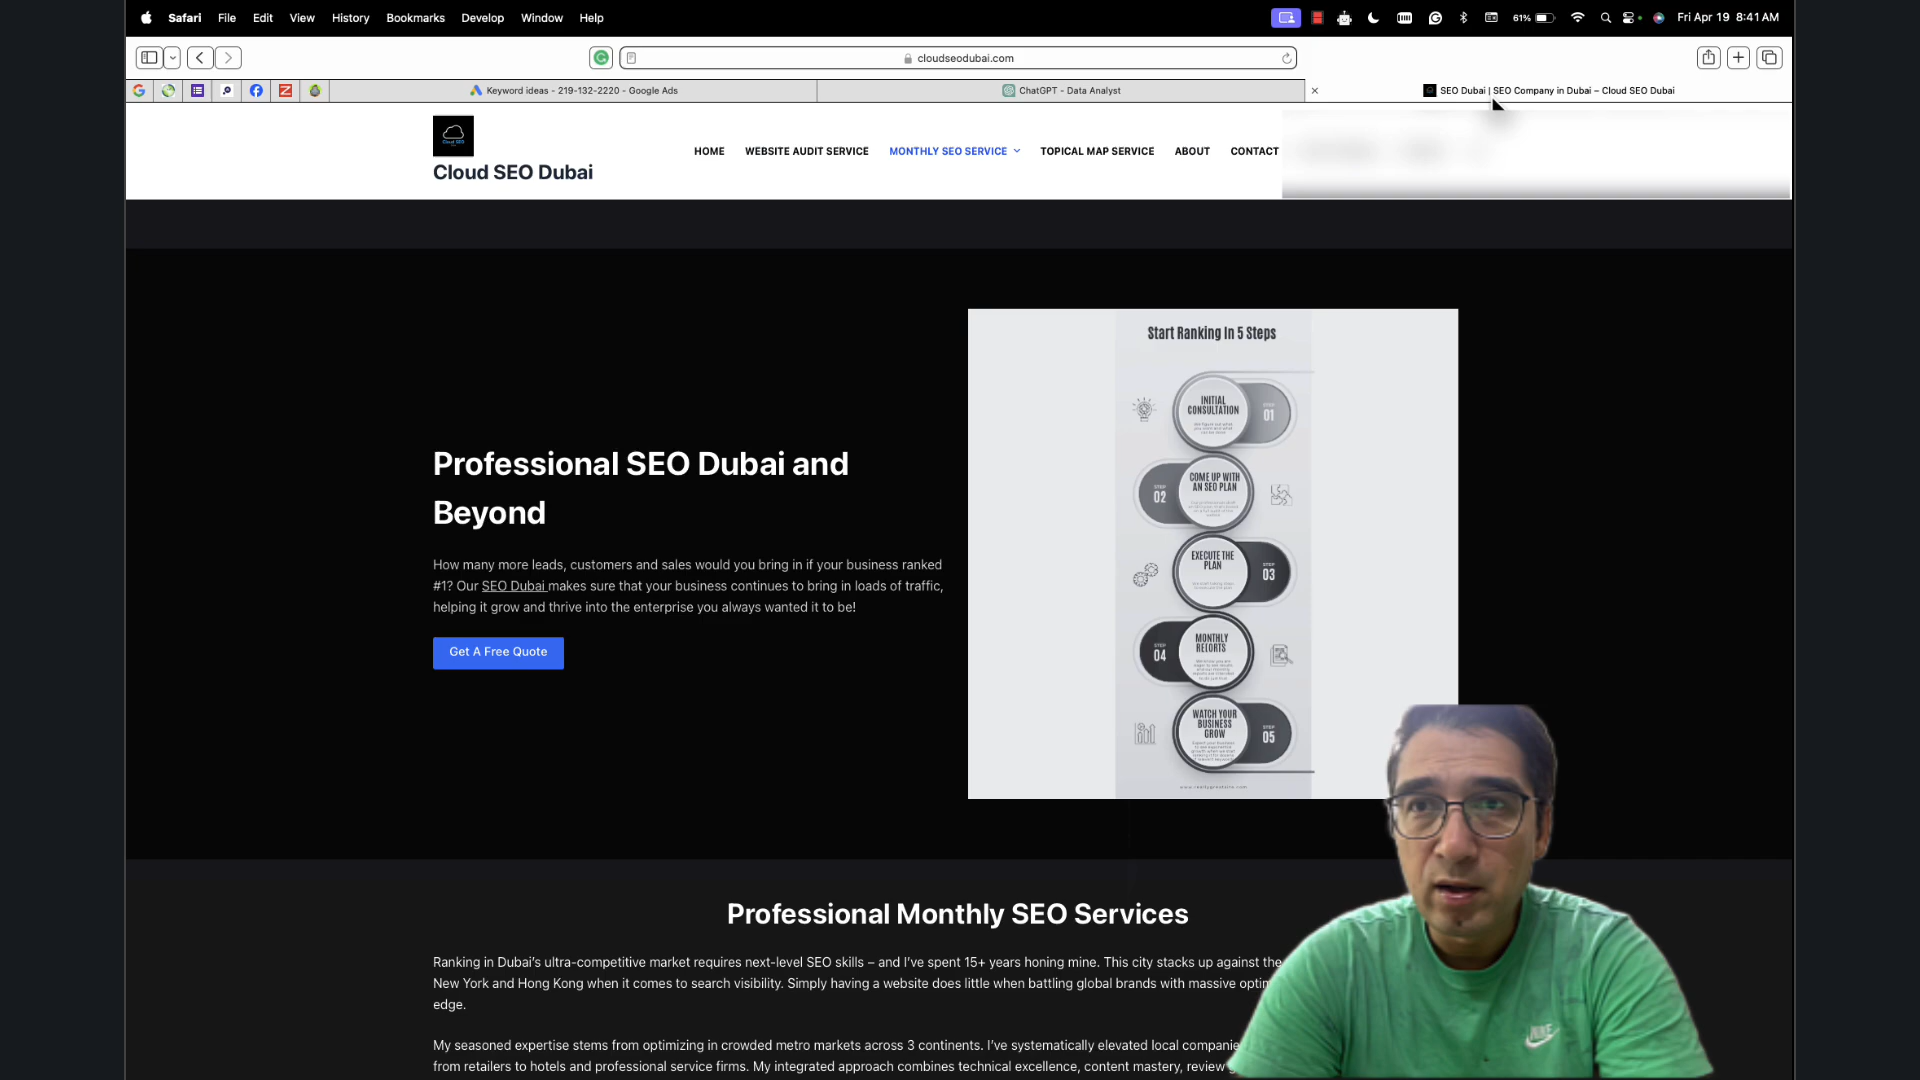 Safari File Edit View History Bookmarks Develop Window Help
61% Fri Apr 19 8:41 AM
cloudseodubai.com
Keyword ideas - 219-132-2220 - Google Ads
ChatGPT - Data Analyst
SEO Dubai | SEO Company in Dubai – Cloud SEO Dubai
Cloud SEO
Cloud SEO Dubai
HOME WEBSITE AUDIT SERVICE MONTHLY SEO SERVICE TOPICAL MAP SERVICE ABOUT CONTACT
Professional SEO Dubai and
Beyond
How many more leads, customers and sales would you bring in if your business ranked
#1? Our SEO Dubai makes sure that your business continues to bring in loads of traffic,
helping it grow and thrive into the enterprise you always wanted it to be!
Get A Free Quote
Start Ranking In 5 Steps
INITIAL
CONSULTATION
STEP
01
COME UP WITH
AN SEO PLAN
STEP
02
EXECUTE THE
PLAN
STEP
03
MONTHLY
REPORTS
STEP
04
WATCH YOUR
BUSINESS
GROW
STEP
05
Professional Monthly SEO Services
Ranking in Dubai's ultra-competitive market requires next-level SEO skills – and I've spent 15+ years honing mine. This city stacks up against the
New York and Hong Kong when it comes to search visibility. Simply having a website does little when battling global brands with massive
edge.
My seasoned expertise stems from optimizing in crowded metro markets across 3 continents. I've systematically elevated local
from retailers to hotels and professional service firms. My integrated approach combines technical excellence, content mastery, review
NIKE